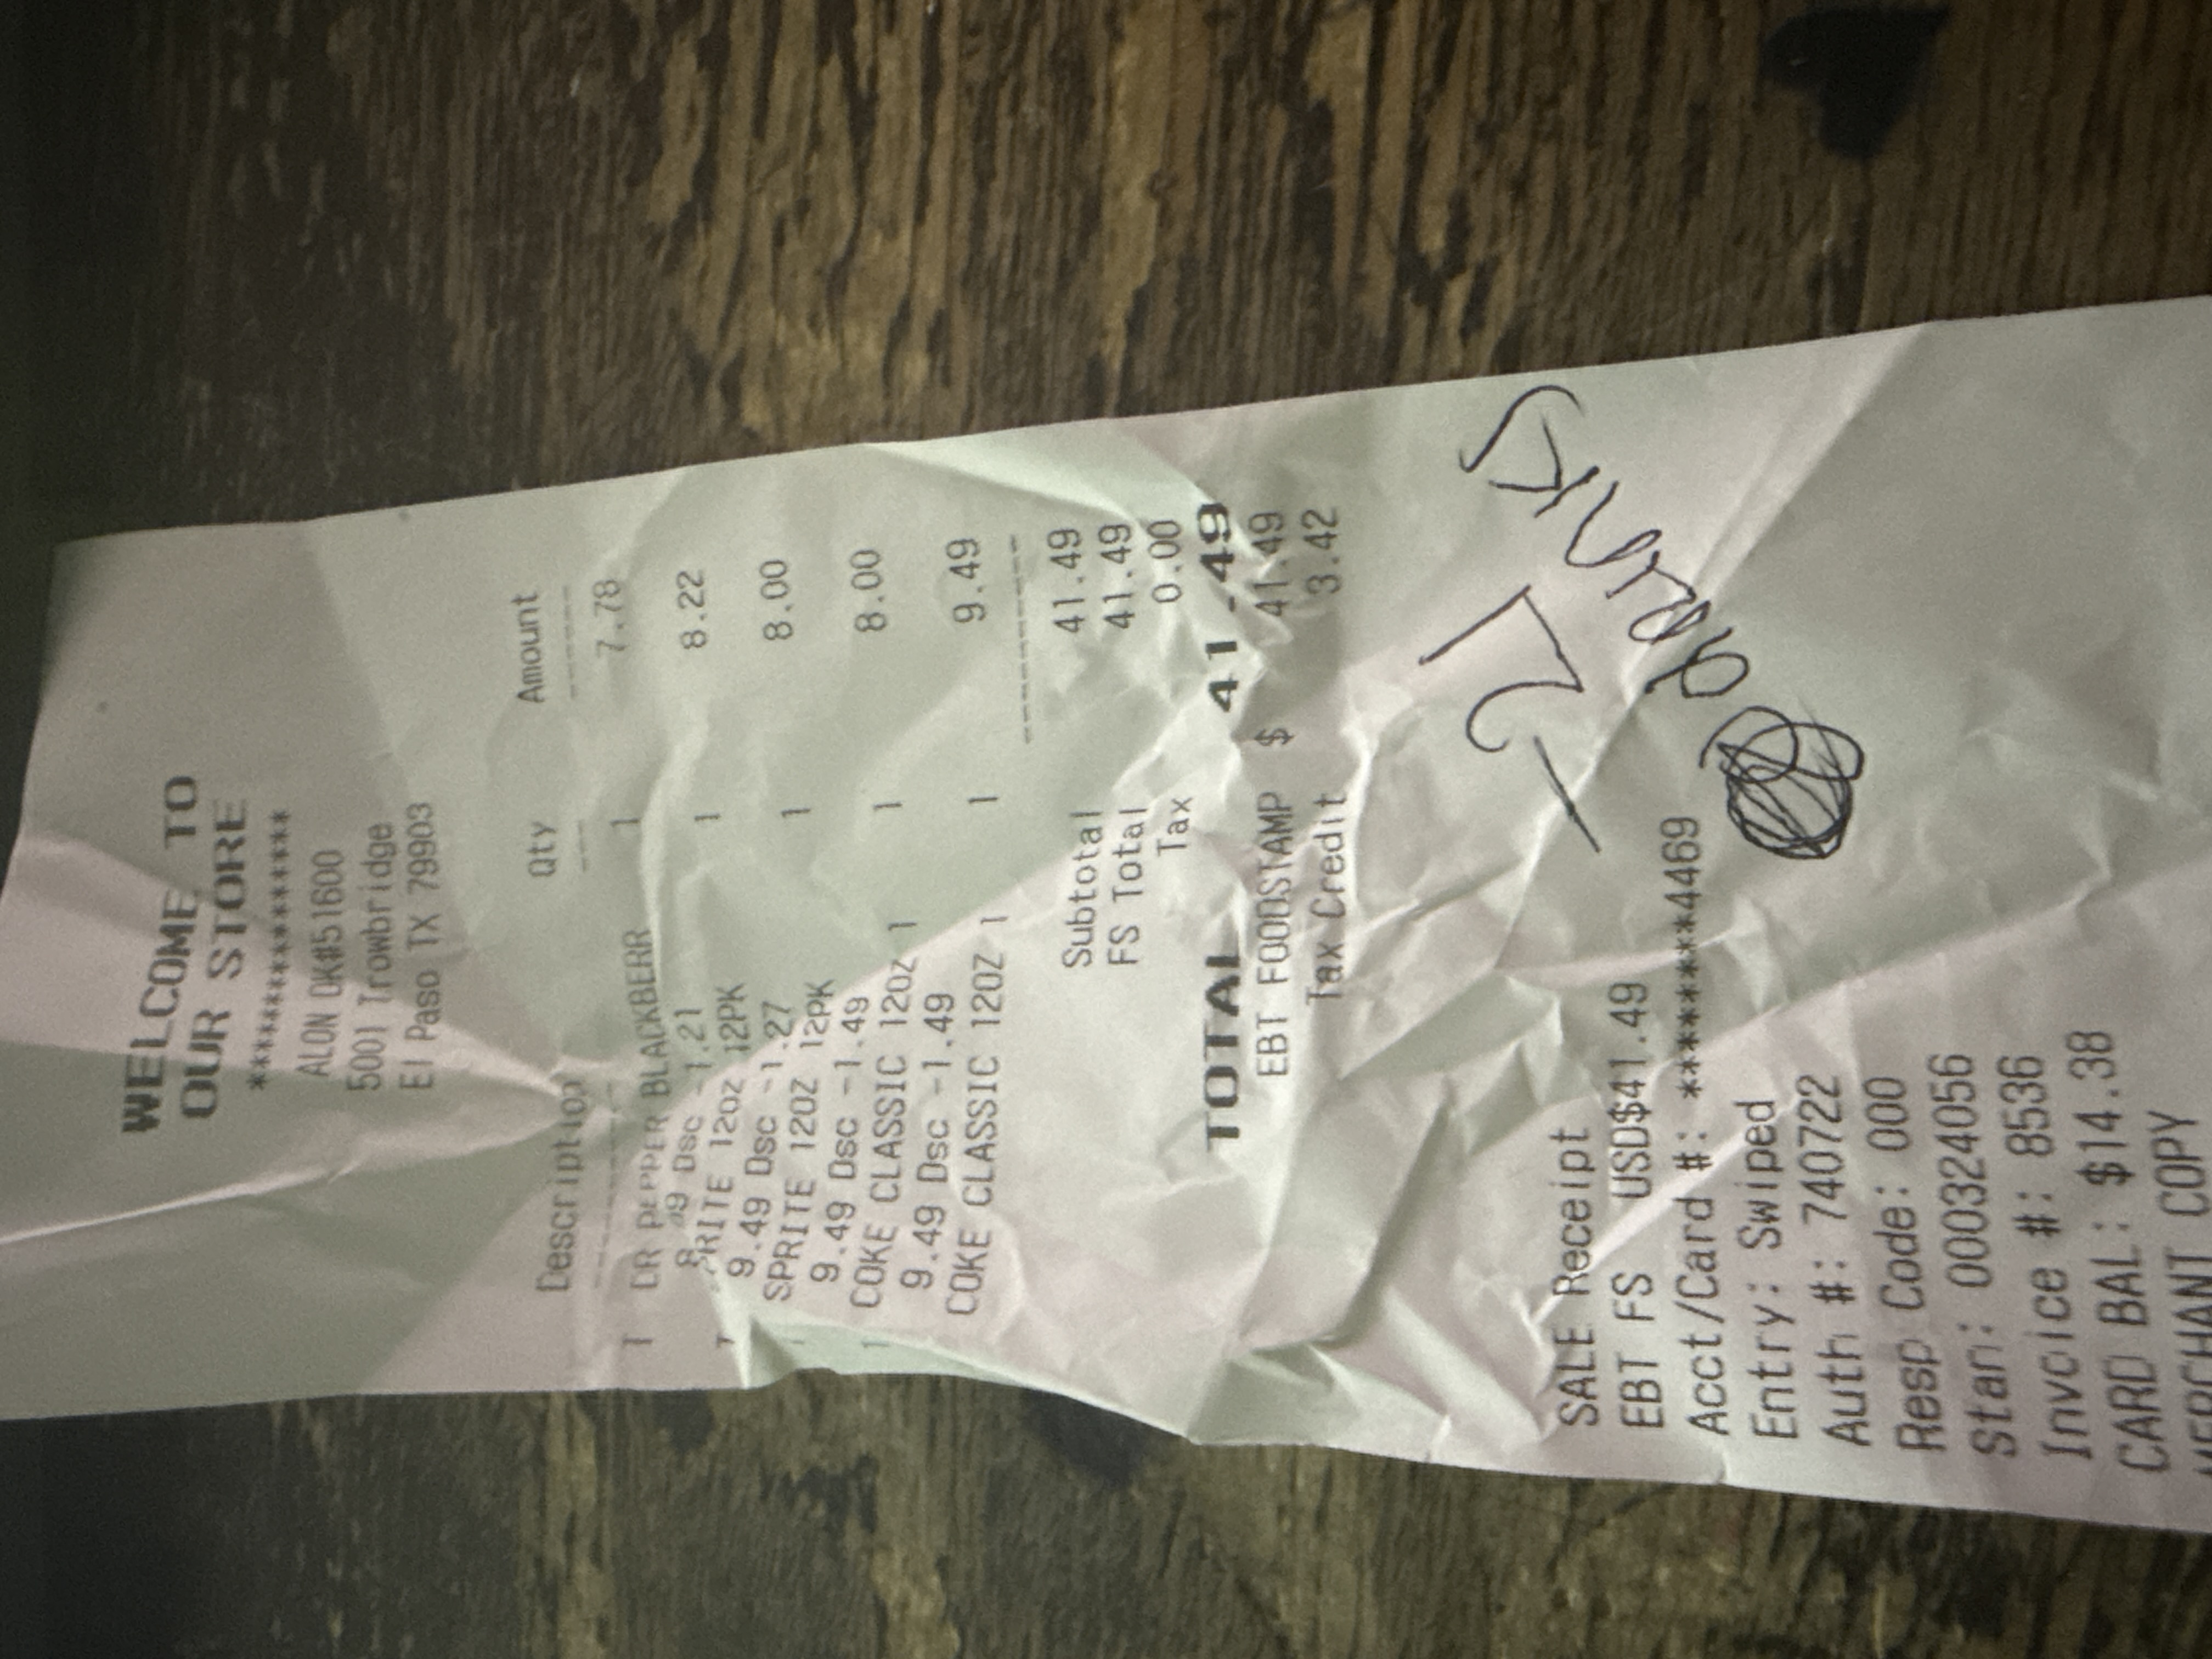 WELCOME TO
OUR STORE
ALON DK#51600
5001 Trowbridge
El Paso TX 79903
Description Qty Amount
T DR PEPPER BLACKBERR 1 7.78
Dsc -1.21
T SPRITE 12OZ 12PK 1 8.22
9.49 Dsc -1.27
SPRITE 12OZ 12PK 1 8.00
9.49 Dsc -1.49
COKE CLASSIC 12OZ 1 1 8.00
9.49 Dsc -1.49
COKE CLASSIC 12OZ 1 1 9.49
Subtotal 41.49
FS Total 41.49
Tax 0.00
TOTAL 41.49
EBT FOODSTAMP $ 41.49
Tax Credit 3.42
-2
drinks
SALE Receipt
EBT FS USD$41.49
Acct/Card #: ************4469
Entry: Swiped
Auth #: 740722
Resp Code: 000
Stan: 000324056
Invoice #: 8536
CARD BAL: $14.38
MERCHANT COPY